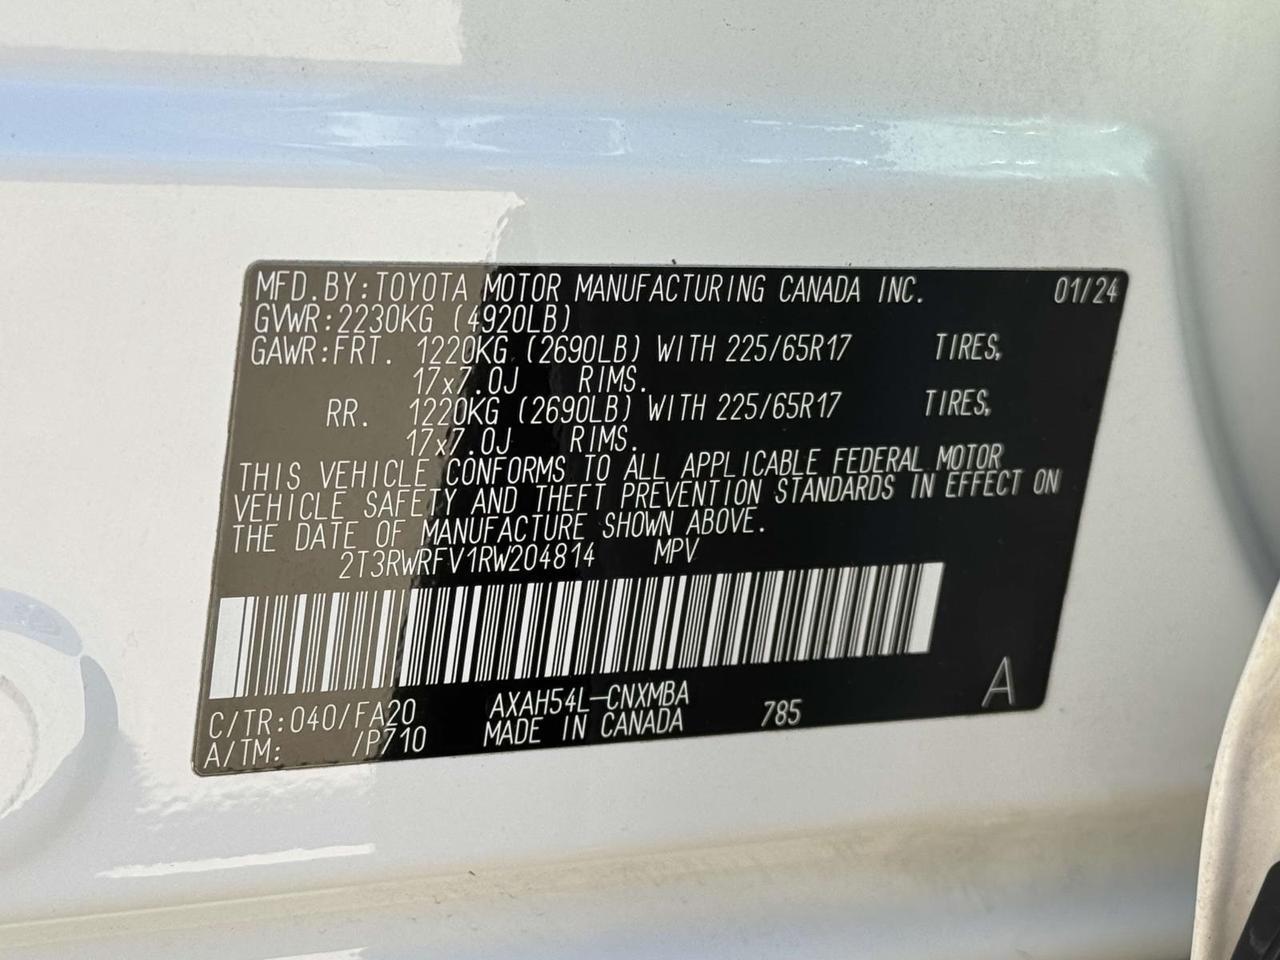 MFD. BY: TOYOTA MOTOR MANUFACTURING CANADA INC. 01/24
GVWR: 2230KG (4920LB)
GAWR: FRT. 1220KG (2690LB) WITH 225/65R17 TIRES,
17x7.0J RIMS.
RR. 1220KG (2690LB) WITH 225/65R17 TIRES,
17x7.0J RIMS.
THIS VEHICLE CONFORMS TO ALL APPLICABLE FEDERAL MOTOR
VEHICLE SAFETY AND THEFT PREVENTION STANDARDS IN EFFECT ON
THE DATE OF MANUFACTURE SHOWN ABOVE.
2T3RWRFV1RW204814 MPV
C/TR: 040/FA20 AXAH54L-CNXMBA 785 A
A/TM: /P710 MADE IN CANADA